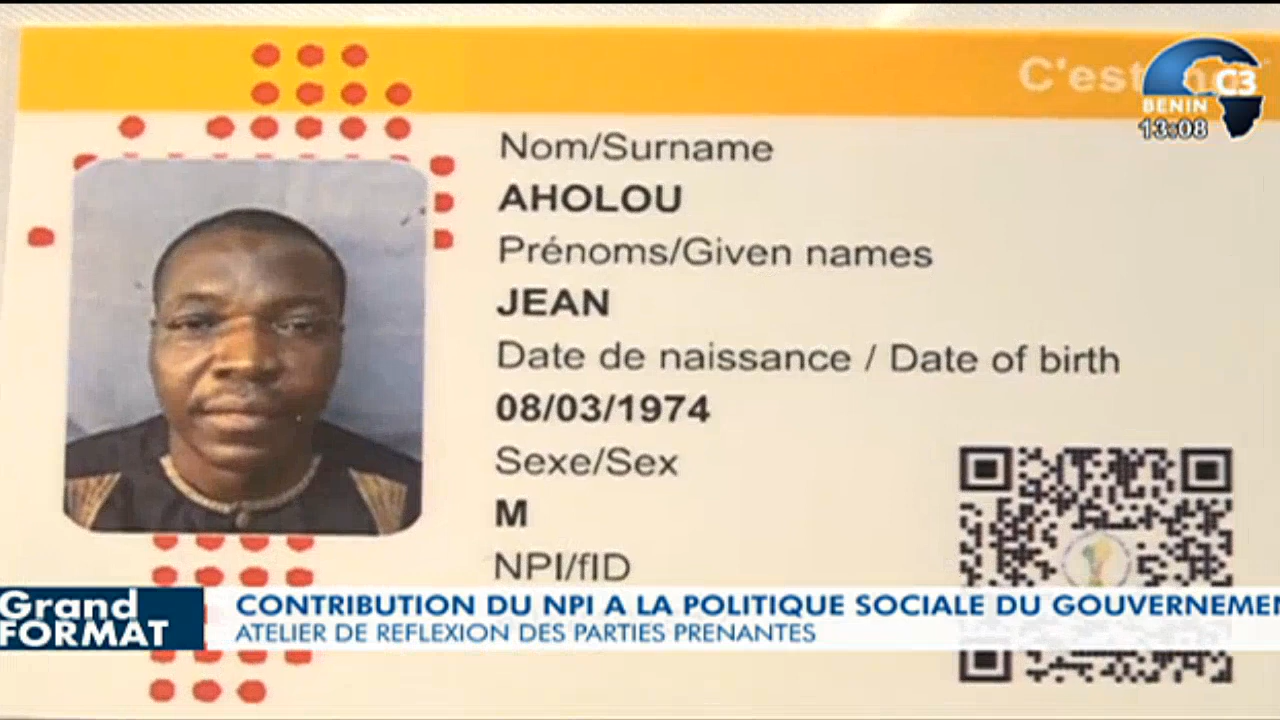 C'est
C3
BENIN
13:08
Nom/Surname
AHOLOU
Prénoms/Given names
JEAN
Date de naissance / Date of birth
08/03/1974
Sexe/Sex
M
NPI/fID
Grand
FORMAT
CONTRIBUTION DU NPI A LA POLITIQUE SOCIALE DU GOUVERNEME
ATELIER DE REFLEXION DES PARTIES PRENANTES